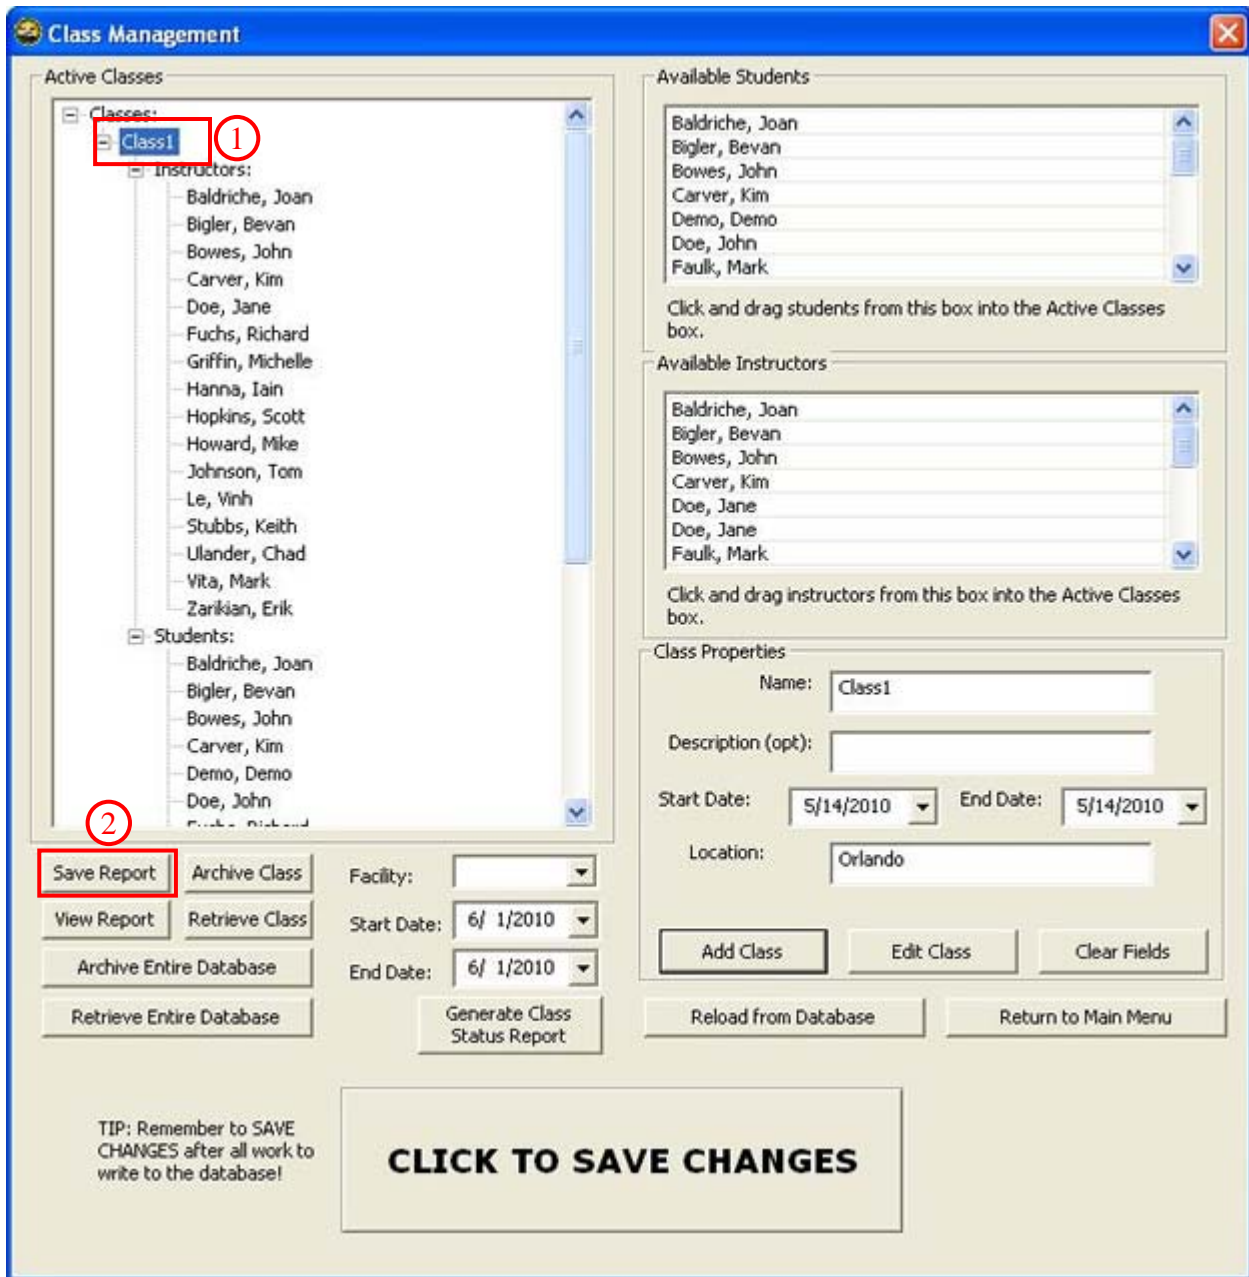 Class Management
Active Classes
Classes:
Class1
1
Instructors:
Baldriche, Joan
Bigler, Bevan
Bowes, John
Carver, Kim
Doe, Jane
Fuchs, Richard
Griffin, Michelle
Hanna, Iain
Hopkins, Scott
Howard, Mike
Johnson, Tom
Le, Vinh
Stubbs, Keith
Ulander, Chad
Vita, Mark
Zarikian, Erik
Students:
Baldriche, Joan
Bigler, Bevan
Bowes, John
Carver, Kim
Demo, Demo
Doe, John
Fuchs, Richard
2
Save Report
Archive Class
View Report
Retrieve Class
Archive Entire Database
Retrieve Entire Database
Facility:
Start Date: 6/ 1/2010
End Date: 6/ 1/2010
Generate Class
Status Report
Available Students
Baldriche, Joan
Bigler, Bevan
Bowes, John
Carver, Kim
Demo, Demo
Doe, John
Faulk, Mark
Click and drag students from this box into the Active Classes
box.
Available Instructors
Baldriche, Joan
Bigler, Bevan
Bowes, John
Carver, Kim
Doe, Jane
Doe, Jane
Faulk, Mark
Click and drag instructors from this box into the Active Classes
box.
Class Properties
Name: Class1
Description (opt):
Start Date: 5/14/2010 End Date: 5/14/2010
Location: Orlando
Add Class
Edit Class
Clear Fields
Reload from Database
Return to Main Menu
TIP: Remember to SAVE
CHANGES after all work to
write to the database!
CLICK TO SAVE CHANGES